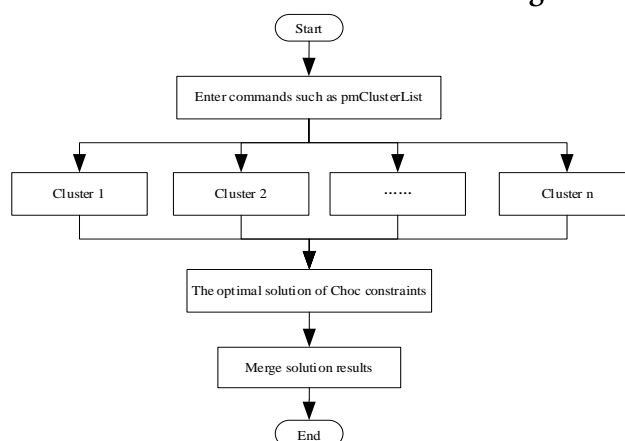 g
Start
Enter commands such as pmClusterList
Cluster 1
Cluster 2
······
Cluster n
The optimal solution of Choc constraints
Merge solution results
End